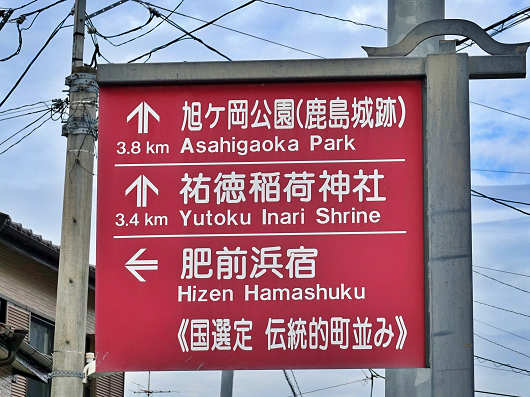 旭ケ岡公園(鹿島城跡)
3.8 km Asahigaoka Park
祐徳稲荷神社
3.4 km Yutoku Inari Shrine
肥前浜宿
Hizen Hamashuku
《国選定 伝統的町並み》